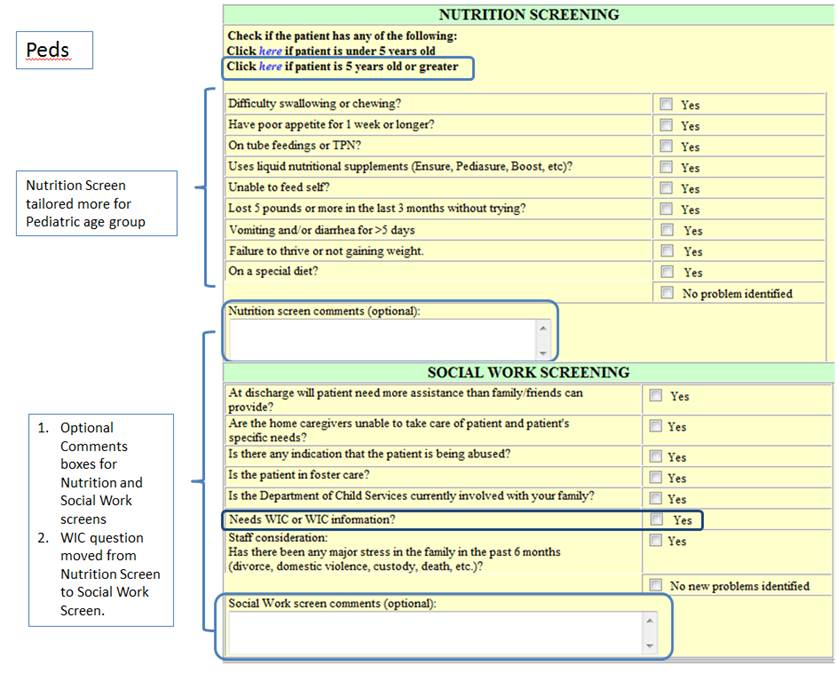 Peds
NUTRITION SCREENING
Check if the patient has any of the following:
Click here if patient is under 5 years old
Click here if patient is 5 years old or greater
Difficulty swallowing or chewing? Yes
Have poor appetite for 1 week or longer? Yes
On tube feedings or TPN? Yes
Uses liquid nutritional supplements (Ensure, Pediasure, Boost, etc)? Yes
Unable to feed self? Yes
Lost 5 pounds or more in the last 3 months without trying? Yes
Vomiting and/or diarrhea for >5 days Yes
Failure to thrive or not gaining weight. Yes
On a special diet? Yes
No problem identified
Nutrition screen comments (optional):
Nutrition Screen
tailored more for
Pediatric age group
SOCIAL WORK SCREENING
At discharge will patient need more assistance than family/friends can
provide? Yes
Are the home caregivers unable to take care of patient and patient's
specific needs? Yes
Is there any indication that the patient is being abused? Yes
Is the patient in foster care? Yes
Is the Department of Child Services currently involved with your family? Yes
Needs WIC or WIC information? Yes
Staff consideration: Yes
Has there been any major stress in the family in the past 6 months
(divorce, domestic violence, custody, death, etc.)?
No new problems identified
Social Work screen comments (optional):
1. Optional
Comments
boxes for
Nutrition and
Social Work
screens
2. WIC question
moved from
Nutrition Screen
to Social Work
Screen.